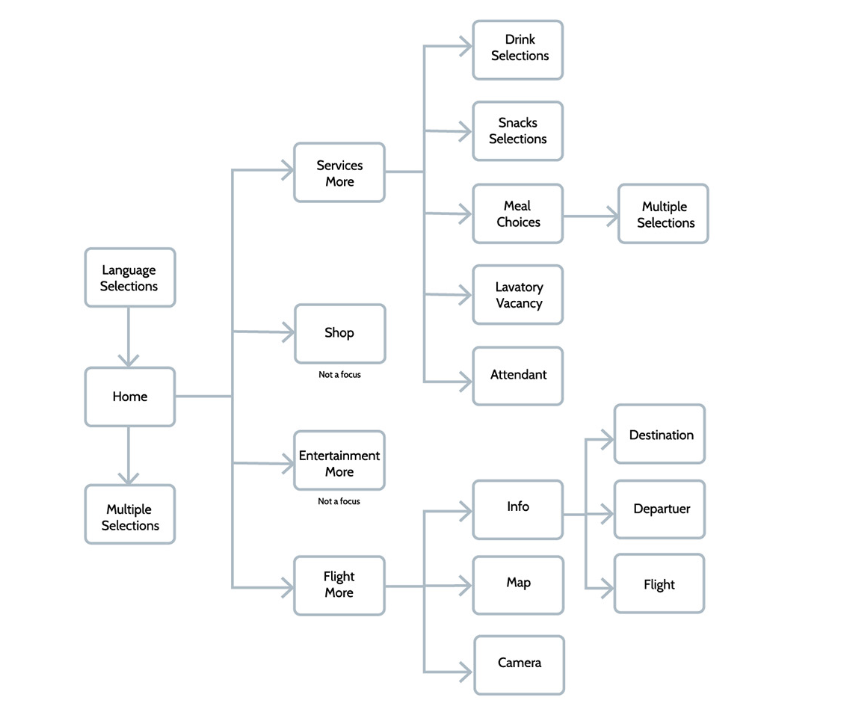 Drink
Selections
Snacks
Selections
Services
More
Meal
Choices
Multiple
Selections
Language
Selections
Lavatory
Vacancy
Shop
Not a focus
Attendant
Home
Destination
Entertainment
More
Not a focus
Info
Departuer
Multiple
Selections
Flight
More
Map
Flight
Camera